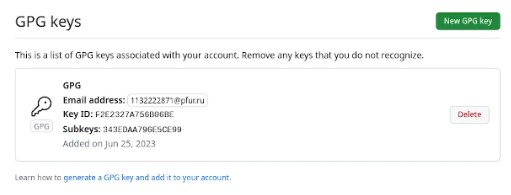 GPG keys
New GPG key
This is a list of GPG keys associated with your account. Remove any keys that you do not recognize.
GPG
Email address: 1132222871@pfur.ru
Key ID: F2E2327A756B06BE
Subkeys: 343EDAA796E5CE99
Added on Jun 25, 2023
GPG
Delete
Learn how to generate a GPG key and add it to your account.